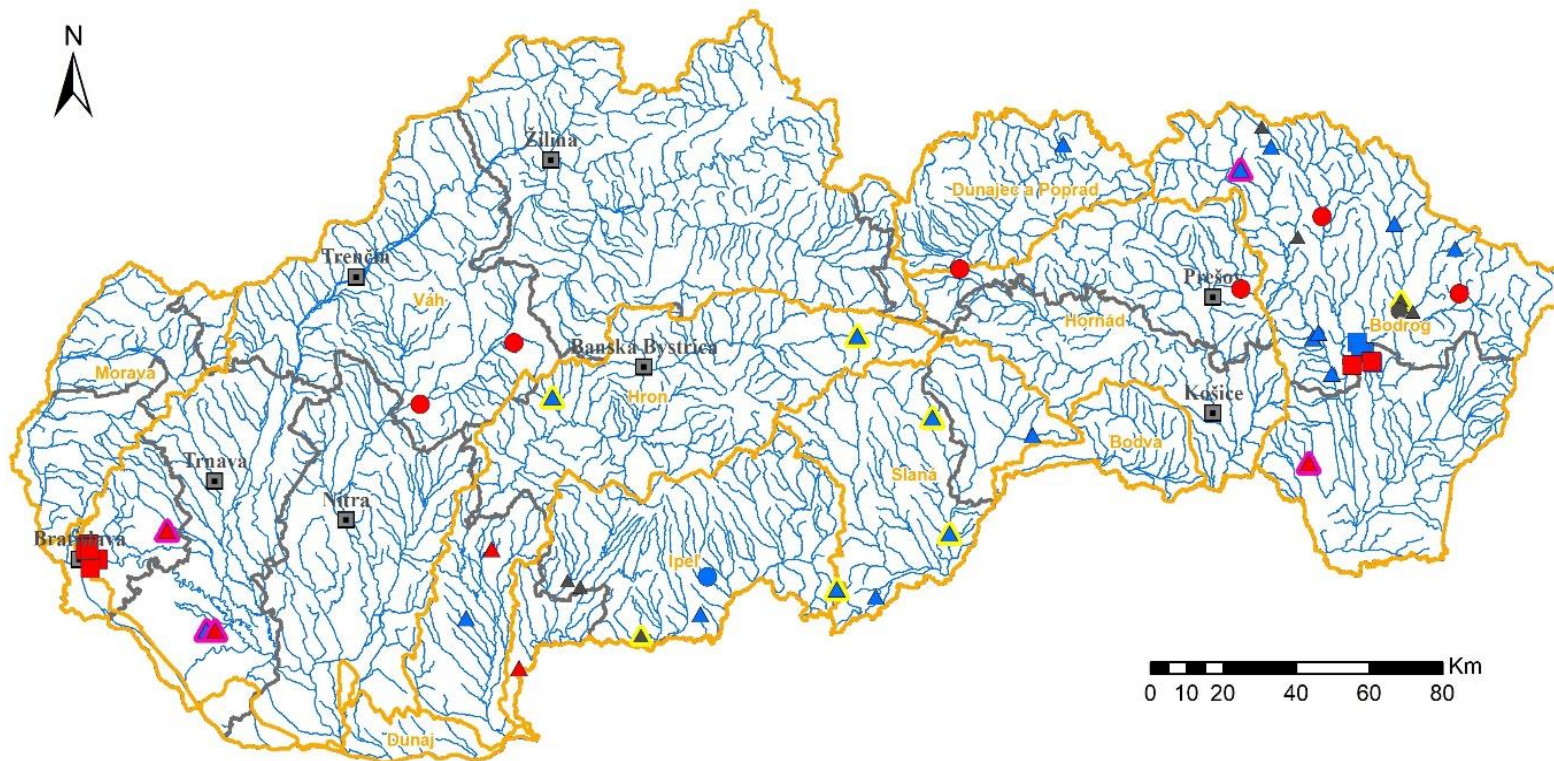 N
Žilina
Dunajec a Poprad
Trenčín
Váh
Prešov
Hornád
Bodrog
Banská Bystrica
Morava
Hron
Košice
Bodva
Trnava
Slaná
Nitra
Bratislava
Ipeľ
Km
0 10 20 40 60 80
Dunaj